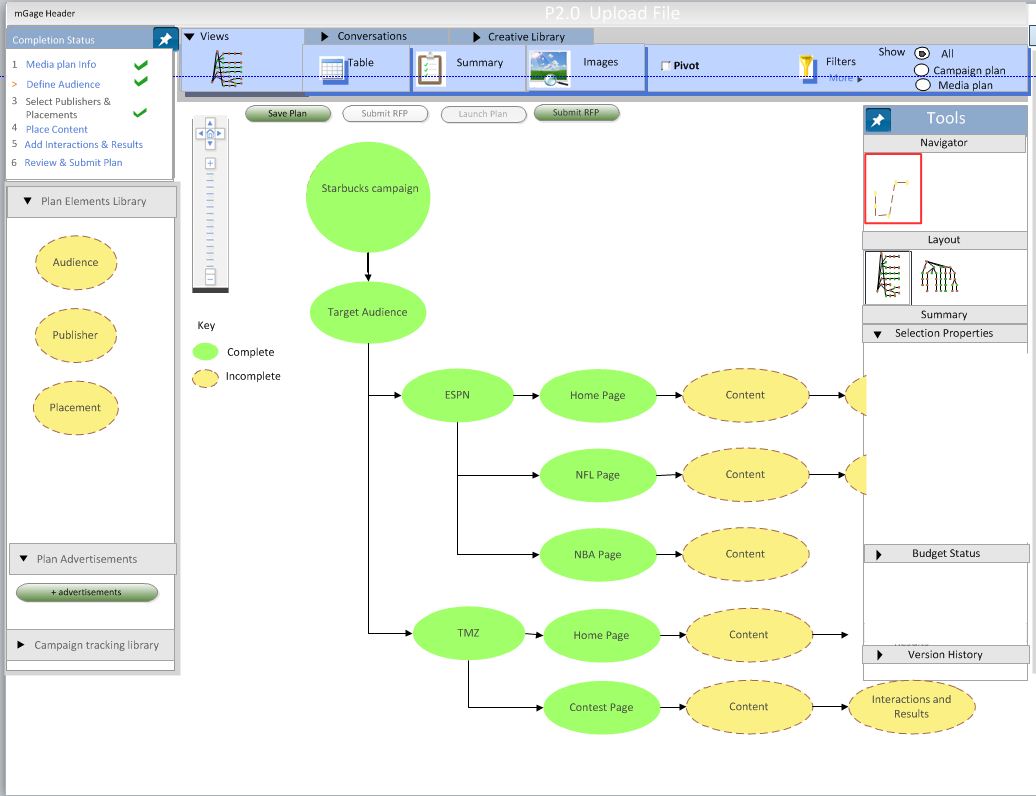 mGage Header
P2.0 Upload File
Completion Status
1 Media plan Info
> Define Audience
3 Select Publishers &
Placements
4 Place Content
5 Add Interactions & Results
6 Review & Submit Plan
Views
Conversations
Creative Library
Table
Summary
Images
Pivot
Filters
More
Show
All
Campaign plan
Media plan
Save Plan
Submit RFP
Launch Plan
Submit RFP
Plan Elements Library
Audience
Publisher
Placement
Plan Advertisements
+ advertisements
Campaign tracking library
Key
Complete
Incomplete
Starbucks campaign
Target Audience
ESPN
Home Page
Content
NFL Page
Content
NBA Page
Content
TMZ
Home Page
Content
Contest Page
Content
Interactions and
Results
Tools
Navigator
Layout
Summary
Selection Properties
Budget Status
Version History